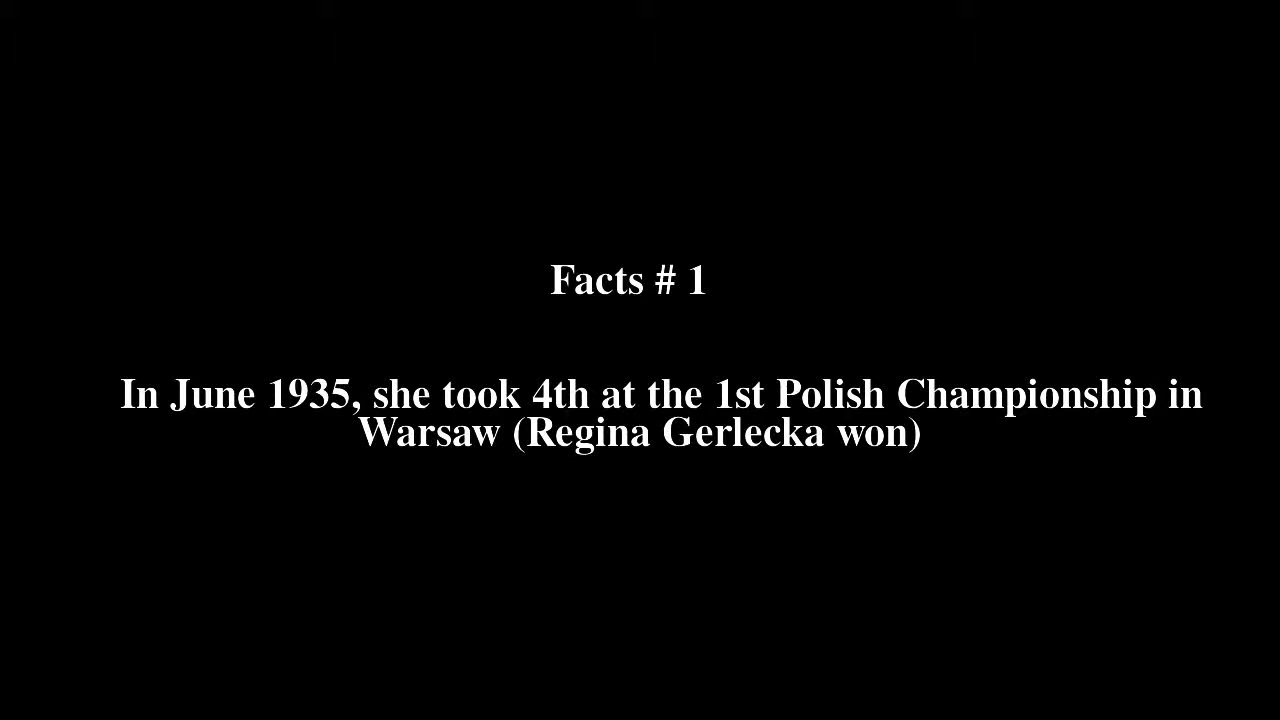 Facts # 1
In June 1935, she took 4th at the 1st Polish Championship in
Warsaw (Regina Gerlecka won)